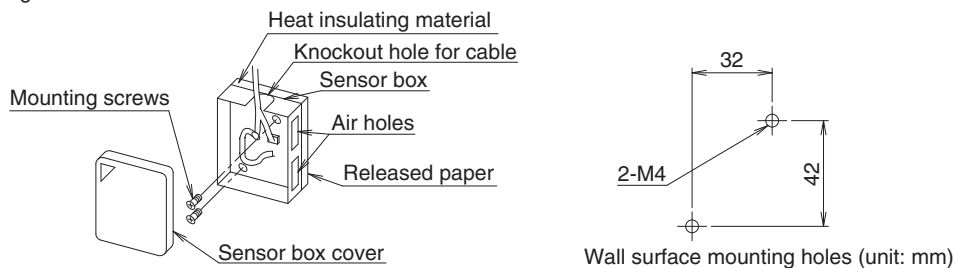 Heat insulating material
Knockout hole for cable
Sensor box
Mounting screws
Air holes
Released paper
Sensor box cover
32
42
2-M4
Wall surface mounting holes (unit: mm)